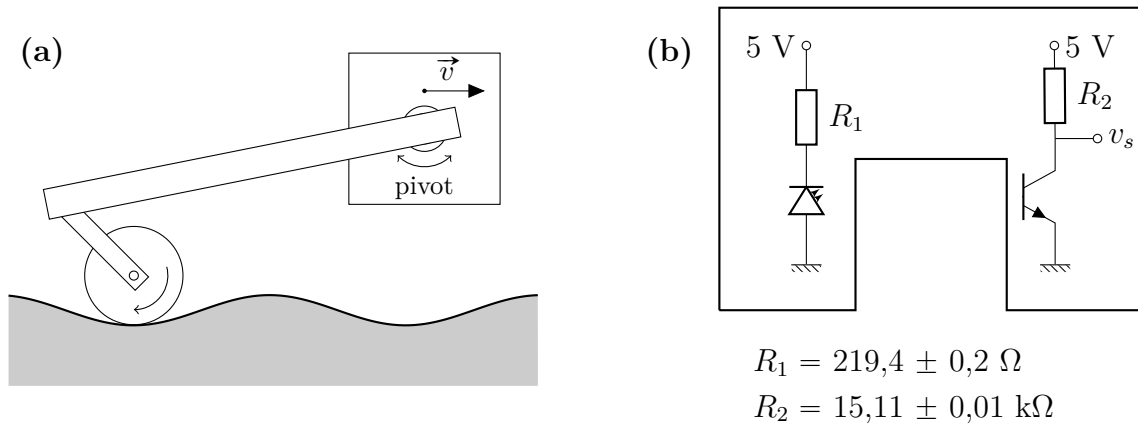 (a)
v
pivot
(b)
5 V
5 V
R₁
R₂
vₛ
R₁ = 219,4 ± 0,2 Ω
R₂ = 15,11 ± 0,01 kΩ